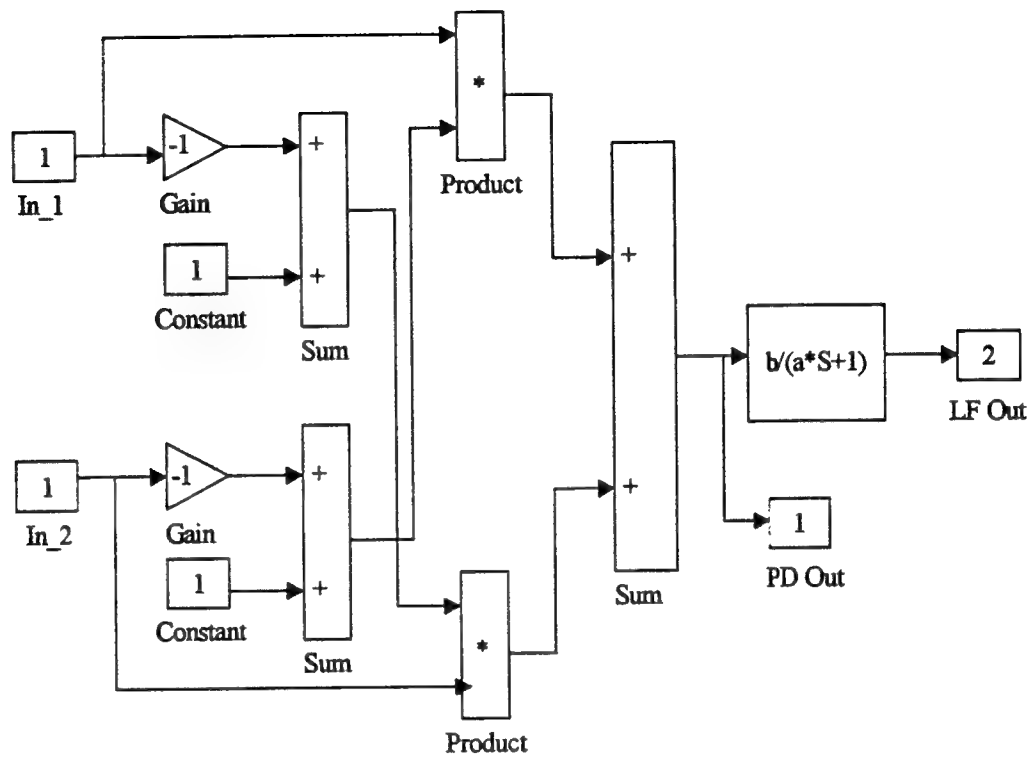 *
Product
1
In_1
-1
Gain
+
1
Constant
+
Sum
+
b/(a*S+1)
2
LF Out
1
In_2
-1
Gain
+
1
Constant
+
Sum
+
Sum
1
PD Out
*
Product